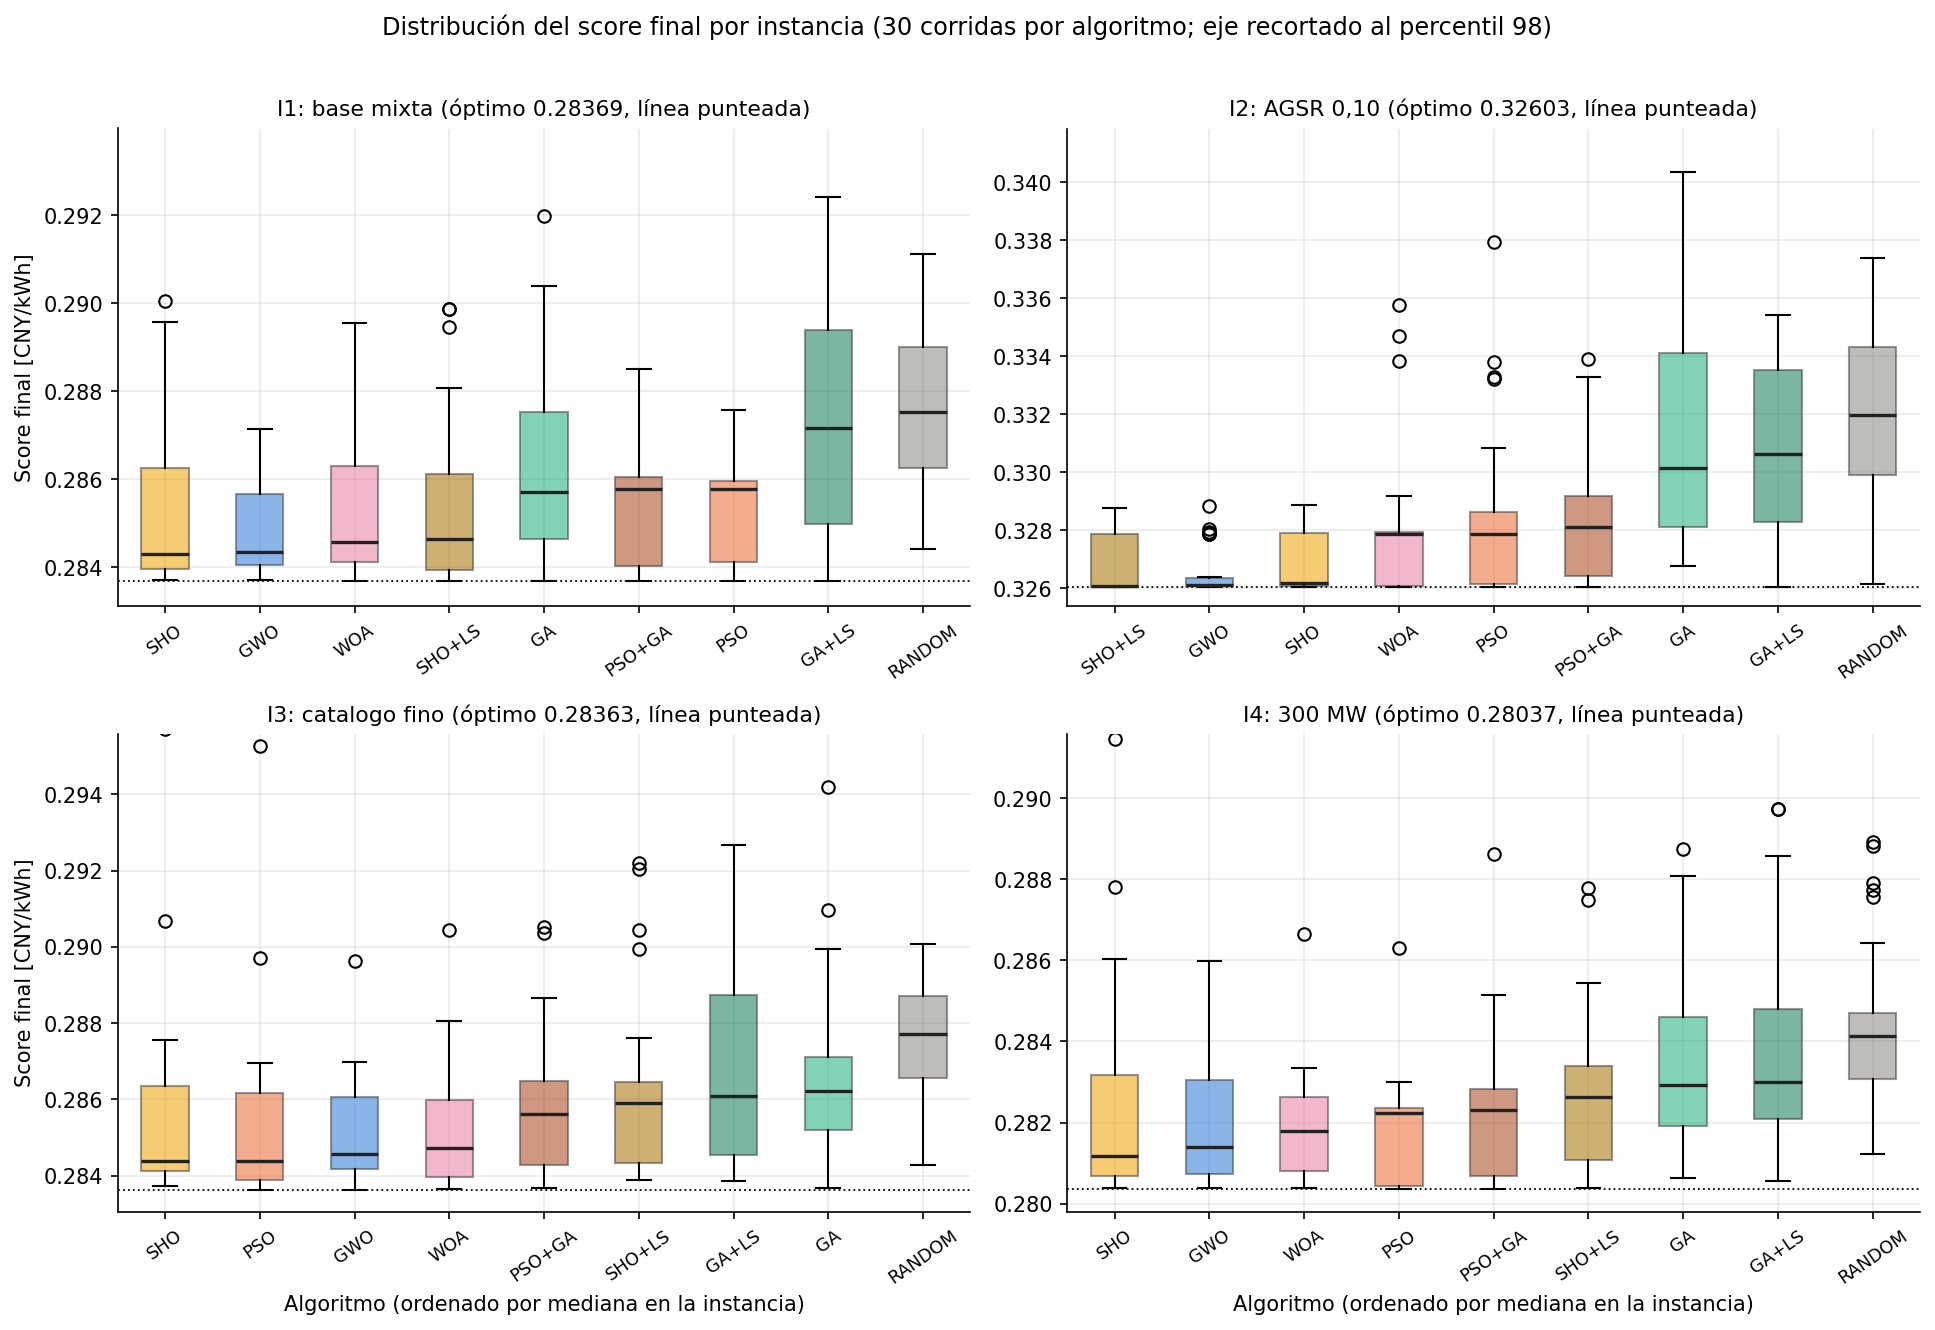 Distribución del score final por instancia (30 corridas por algoritmo; eje recortado al percentil 98)
I1: base mixta (óptimo 0.28369, línea punteada)
Score final [CNY/kWh]
0.292
0.290
0.288
0.286
0.284
SHO
GWO
WOA
SHO+LS
GA
PSO+GA
PSO
GA+LS
RANDOM
I2: AGSR 0,10 (óptimo 0.32603, línea punteada)
0.340
0.338
0.336
0.334
0.332
0.330
0.328
0.326
SHO+LS
GWO
SHO
WOA
PSO
PSO+GA
GA
GA+LS
RANDOM
I3: catalogo fino (óptimo 0.28363, línea punteada)
Score final [CNY/kWh]
0.294
0.292
0.290
0.288
0.286
0.284
SHO
PSO
GWO
WOA
PSO+GA
SHO+LS
GA+LS
GA
RANDOM
Algoritmo (ordenado por mediana en la instancia)
I4: 300 MW (óptimo 0.28037, línea punteada)
0.290
0.288
0.286
0.284
0.282
0.280
SHO
GWO
WOA
PSO
PSO+GA
SHO+LS
GA
GA+LS
RANDOM
Algoritmo (ordenado por mediana en la instancia)